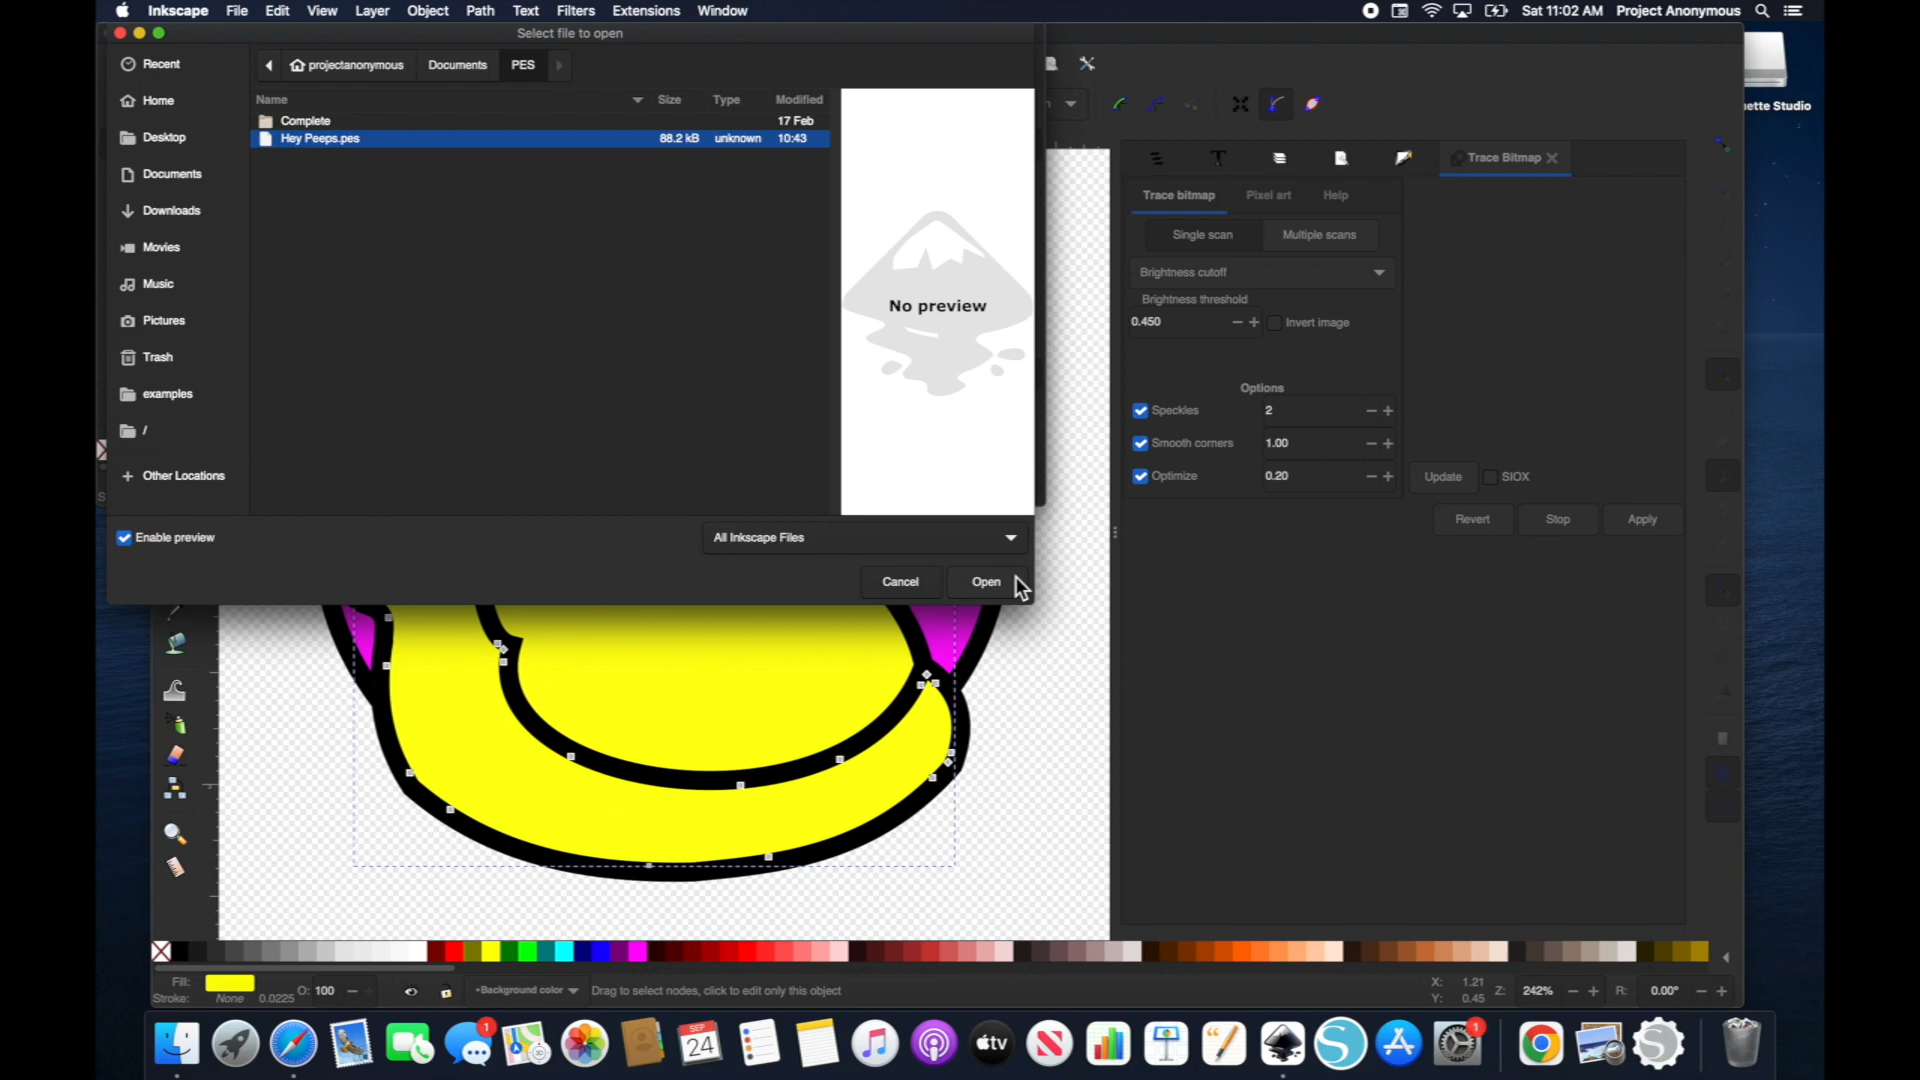 Inkscape File Edit View Layer Object Path Text Filters Extensions Window
Sat 11:02 AM Project Anonymous
Select file to open
Recent
Home
Desktop
Documents
Downloads
Movies
Music
Pictures
Trash
examples
/
Other Locations
projectanonymous Documents PES
Name Size Type Modified
Complete 17 Feb
Hey Peeps.pes 88.2 kB unknown 10:43
No preview
Enable preview
All Inkscape Files
Cancel Open
ette Studio
Trace Bitmap
Trace bitmap Pixel art Help
Single scan Multiple scans
Brightness cutoff
Brightness threshold
0.450 Invert image
Options
Speckles 2
Smooth corners 1.00
Optimize 0.20
Update SIOX
Revert Stop Apply
Fill:
Stroke: None 0.0225 O: 100
•Background color
Drag to select nodes, click to edit only this object
X: 1.21
Y: 0.45
Z: 242% R: 0.00°
1
SEP
24
tv
1